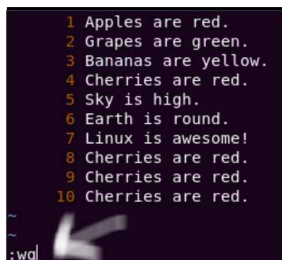 1 Apples are red.
2 Grapes are green.
3 Bananas are yellow.
4 Cherries are red.
5 Sky is high.
6 Earth is round.
7 Linux is awesome!
8 Cherries are red.
9 Cherries are red.
10 Cherries are red.
~
~
:wq